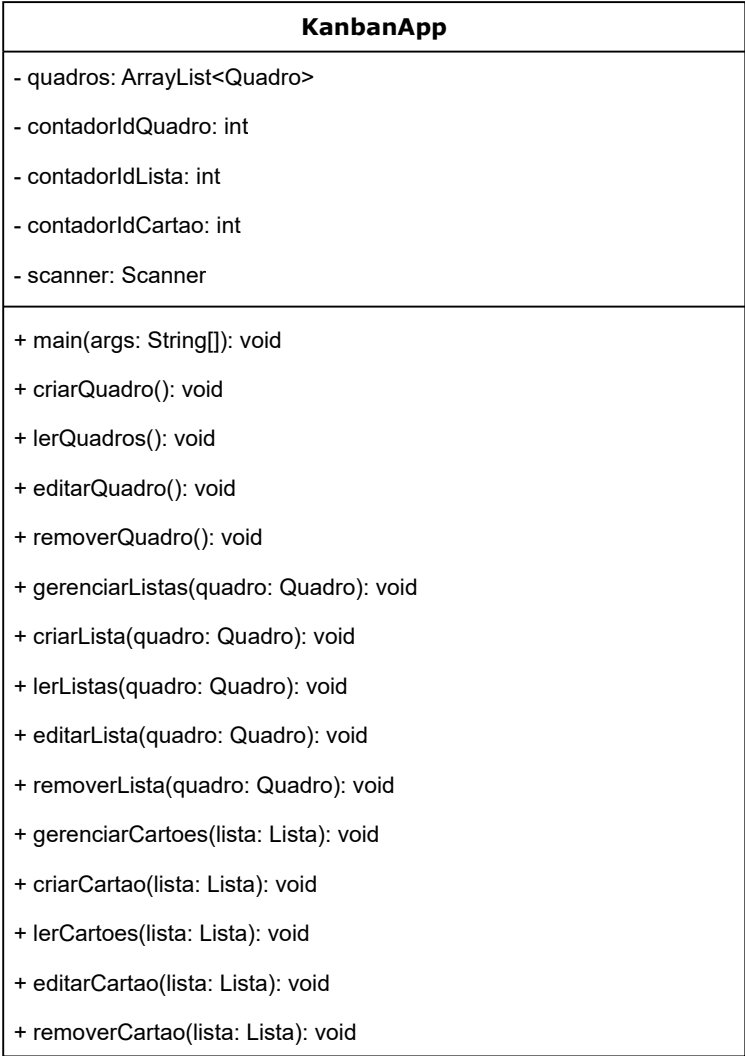 KanbanApp
- quadros: ArrayList<Quadro>
- contadorIdQuadro: int
- contadorIdLista: int
- contadorIdCartao: int
- scanner: Scanner
+ main(args: String[]): void
+ criarQuadro(): void
+ lerQuadros(): void
+ editarQuadro(): void
+ removerQuadro(): void
+ gerenciarListas(quadro: Quadro): void
+ criarLista(quadro: Quadro): void
+ lerListas(quadro: Quadro): void
+ editarLista(quadro: Quadro): void
+ removerLista(quadro: Quadro): void
+ gerenciarCartoes(lista: Lista): void
+ criarCartao(lista: Lista): void
+ lerCartoes(lista: Lista): void
+ editarCartao(lista: Lista): void
+ removerCartao(lista: Lista): void